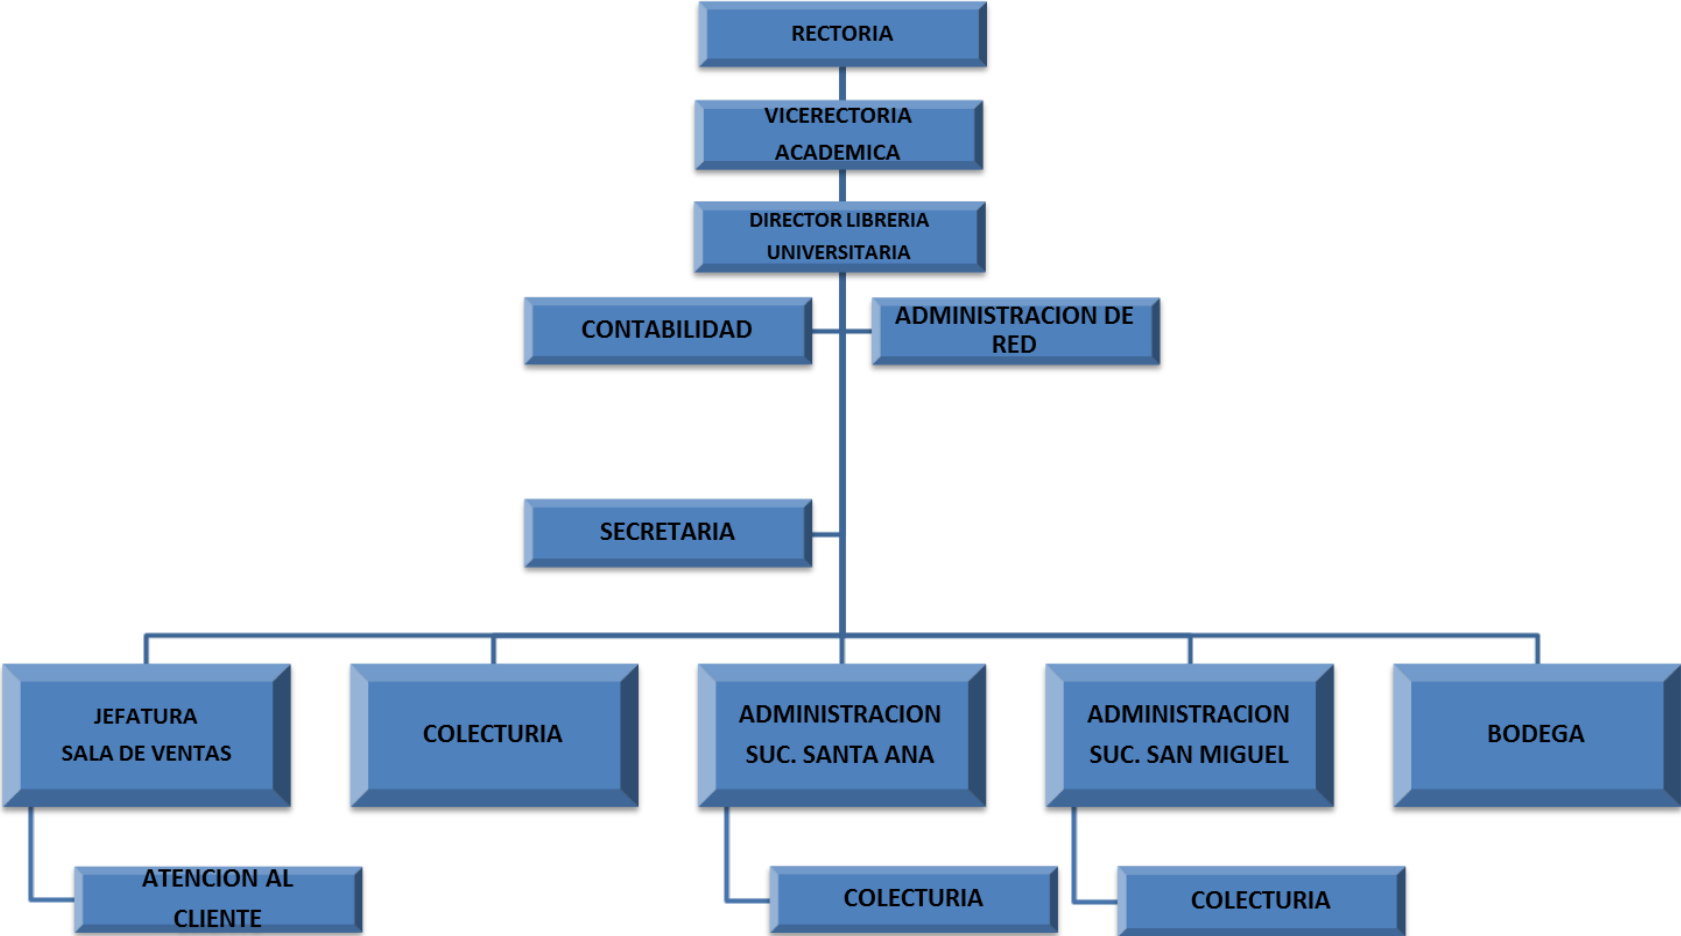 RECTORIA
VICERECTORIA
ACADEMICA
DIRECTOR LIBRERIA
UNIVERSITARIA
CONTABILIDAD
ADMINISTRACION DE
RED
SECRETARIA
JEFATURA
SALA DE VENTAS
COLECTURIA
ADMINISTRACION
SUC. SANTA ANA
ADMINISTRACION
SUC. SAN MIGUEL
BODEGA
ATENCION AL
CLIENTE
COLECTURIA
COLECTURIA